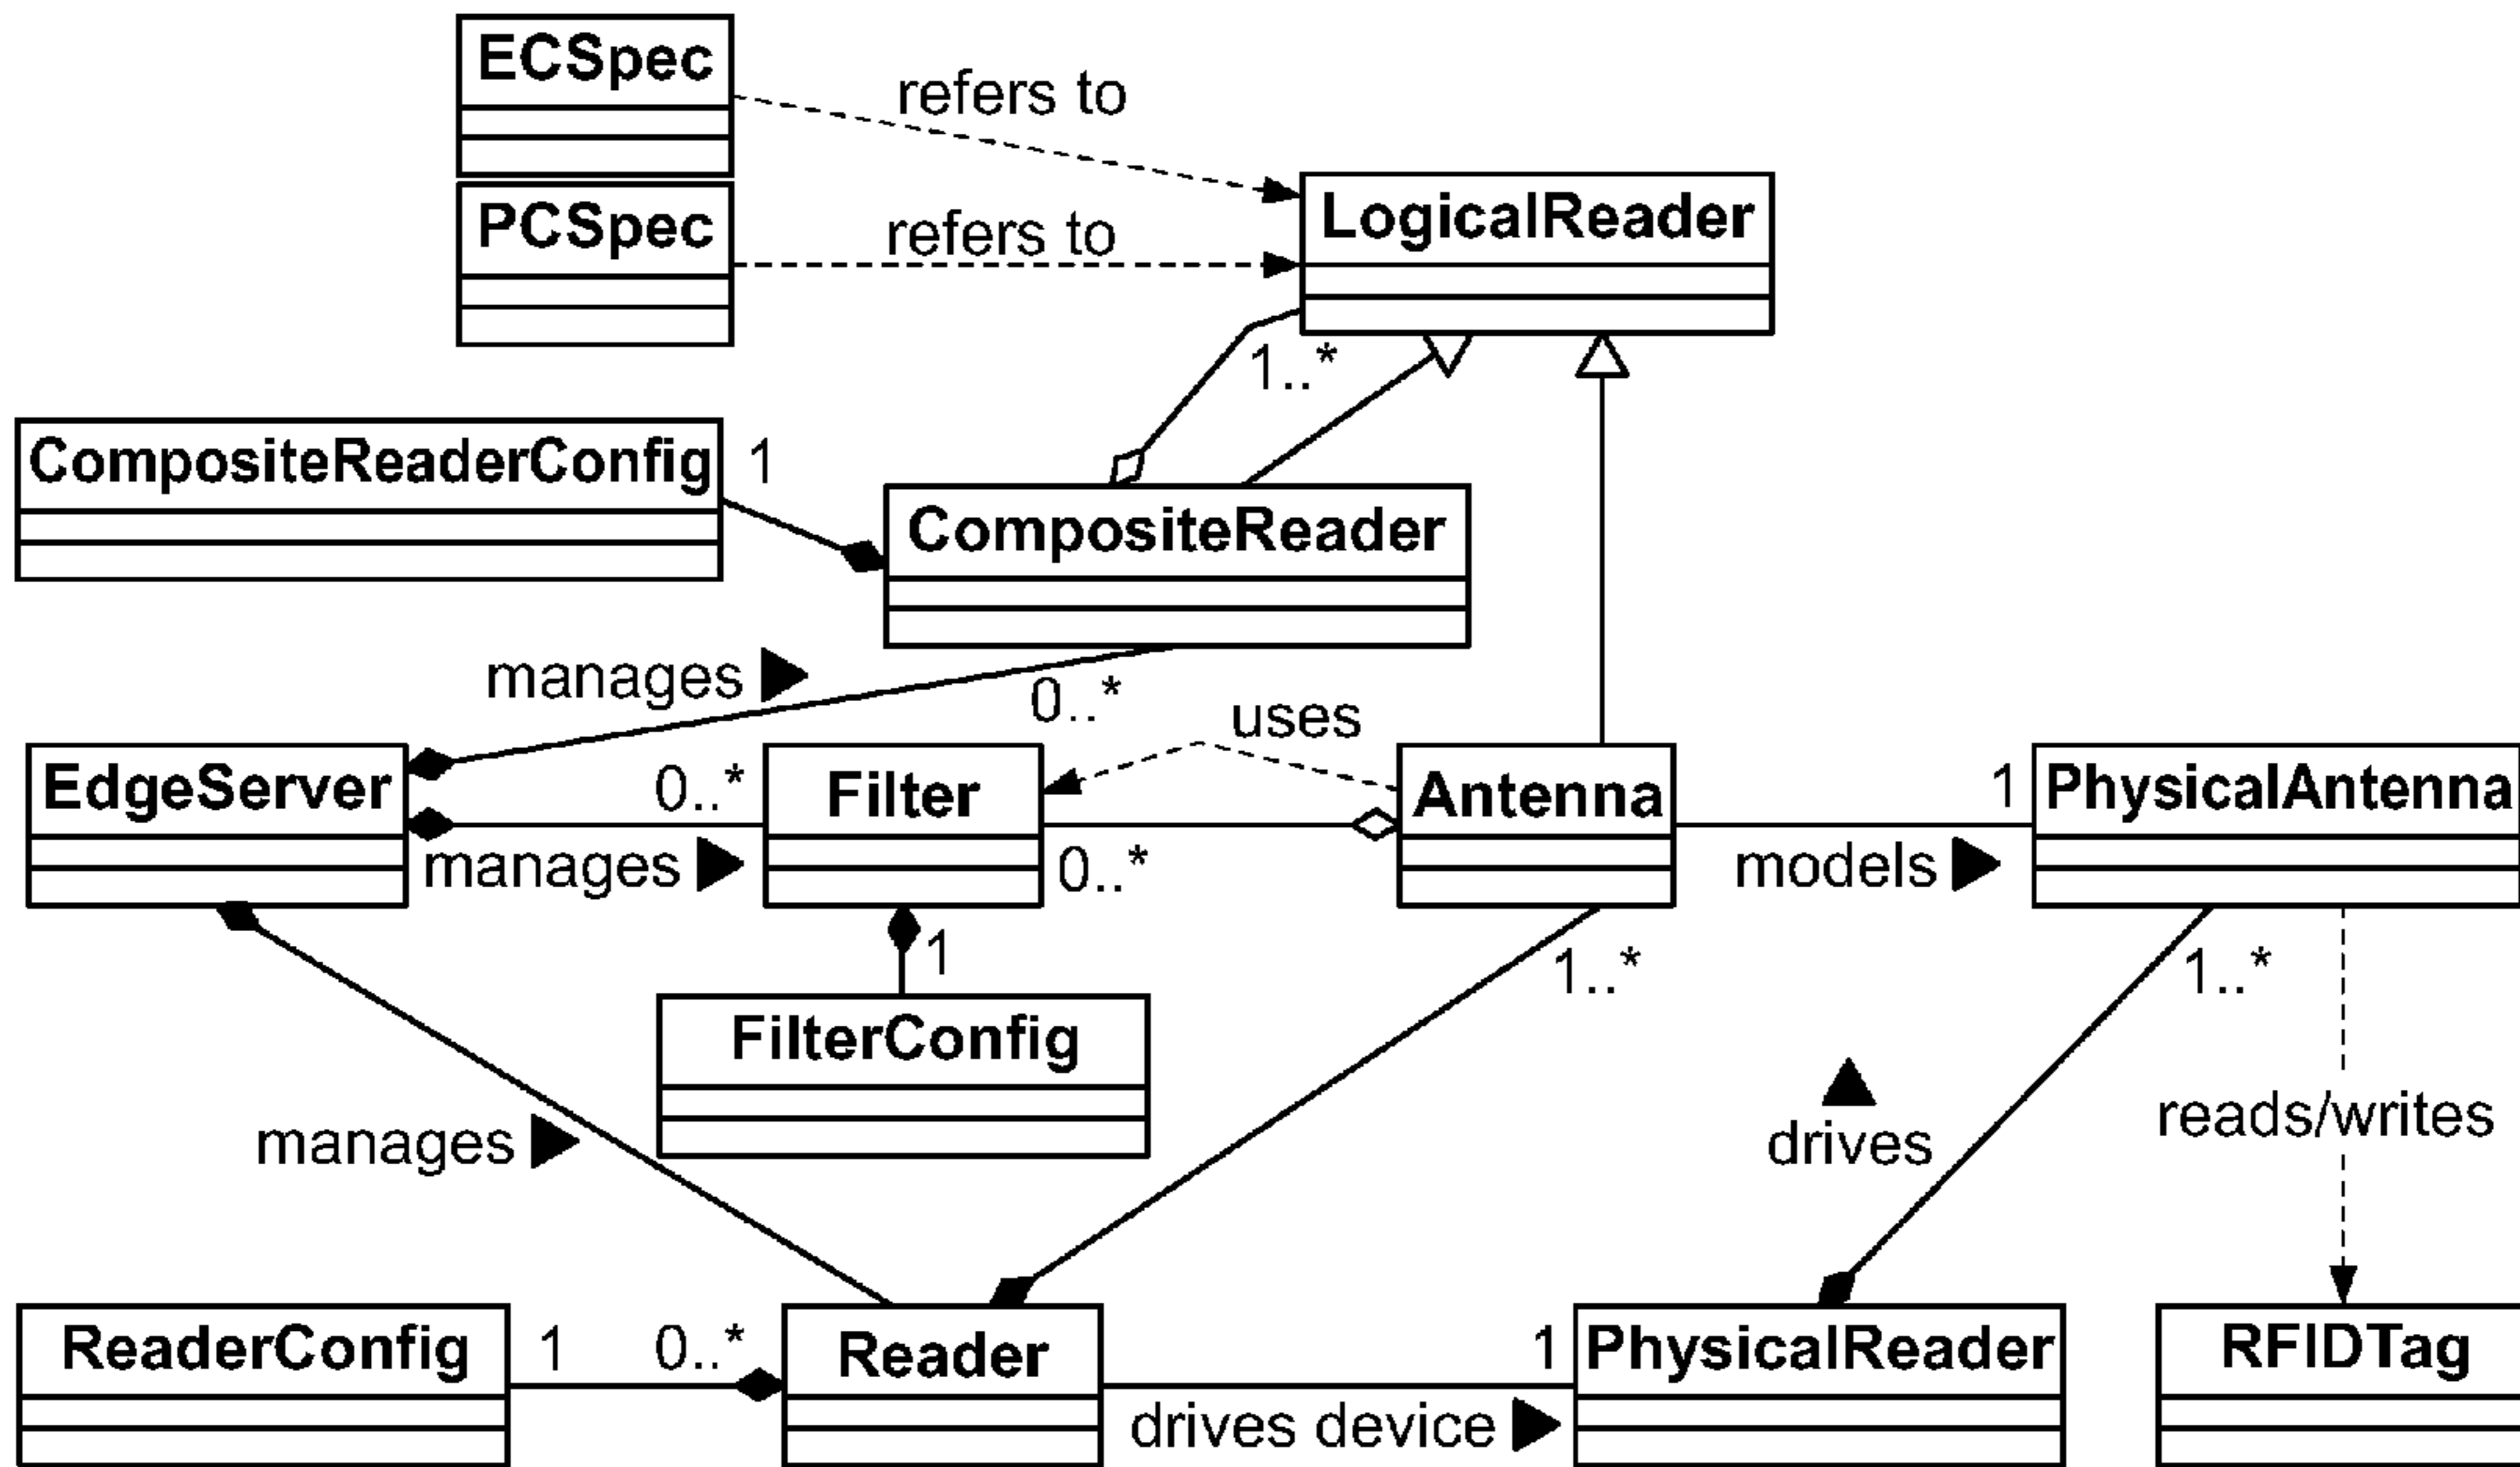 ECSpec
refers to
PCSpec
refers to
LogicalReader
1..*
CompositeReaderConfig
1
CompositeReader
manages ▶
0..*
uses
EdgeServer
0..*
Filter
Antenna
1
PhysicalAntenna
manages ▶
0..*
models ▶
1
1..*
1..*
FilterConfig
▲
drives
reads/writes
manages ▶
ReaderConfig
1
0..*
Reader
1
PhysicalReader
RFIDTag
drives device ▶